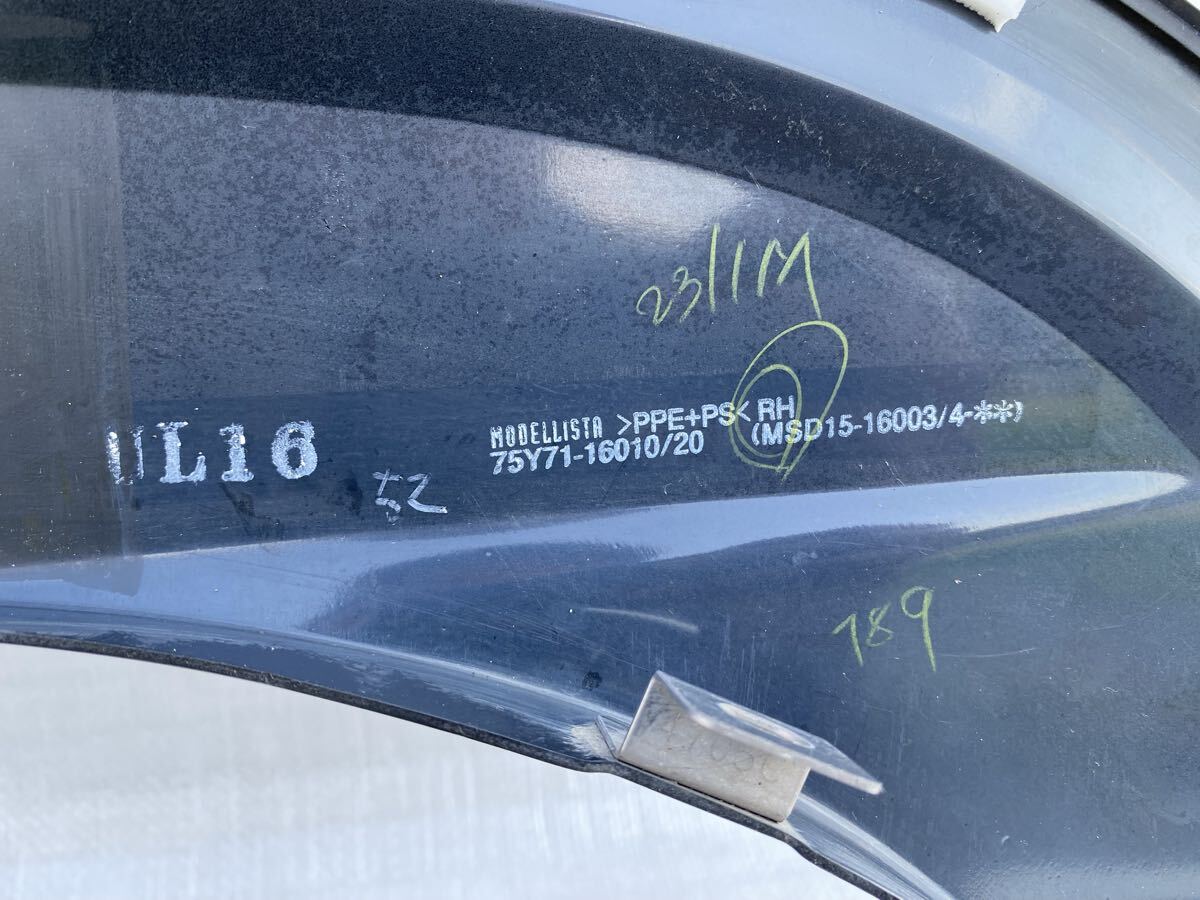 23/1M
MODELLISTA >PPE+PS< RH
75Y71-16010/20 (MSD15-16003/4-**)
UL16
52
789